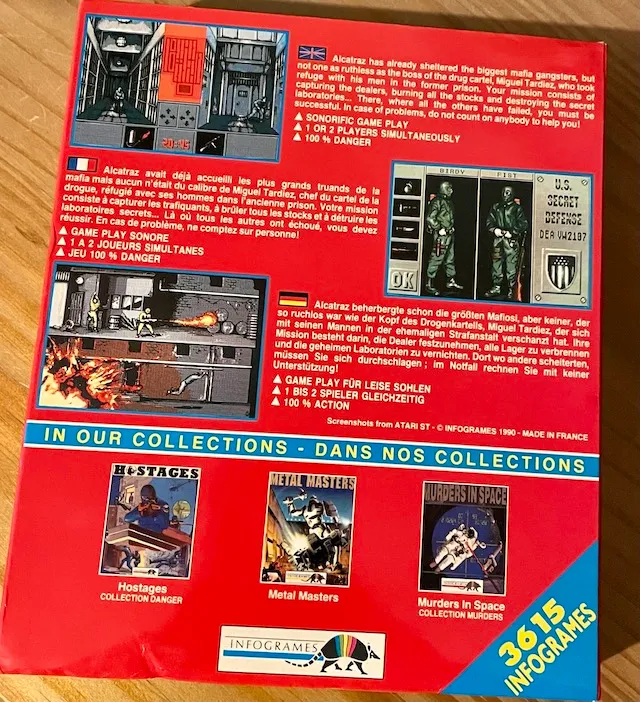 Alcatraz has already sheltered the biggest mafia gangsters, but
not one as ruthless as the boss of the drug cartel, Miguel Tardiez, who took
refuge with his men in the former prison. Your mission consists of
capturing the dealers, burning all the stocks and destroying the secret
laboratories... There, where all the others have failed, you must be
successful. In case of problems, do not count on anybody to help you!
▲ SONORIFIC GAME PLAY
▲ 1 OR 2 PLAYERS SIMULTANEOUSLY
▲ 100 % DANGER
20:45
Alcatraz avait déjà accueilli les plus grands truands de la
mafia mais aucun n'était du calibre de Miguel Tardiez, chef du cartel de la
drogue, réfugié avec ses hommes dans l'ancienne prison. Votre mission
consiste à capturer les trafiquants, à brûler tous les stocks et à détruire les
laboratoires secrets... Là où tous les autres ont échoué, vous devez
réussir. En cas de problème, ne comptez sur personne!
▲ GAME PLAY SONORE
▲ 1 A 2 JOUEURS SIMULTANES
▲ JEU 100 % DANGER
BIRDY
FIST
U.S.
SECRET
DEFENSE
DEA VW2187
OK
Alcatraz beherbergte schon die größten Mafiosi, aber keiner, der
so ruchlos war wie der Kopf des Drogenkartells, Miguel Tardiez, der sich
mit seinen Mannen in der ehemaligen Strafanstalt verschanzt hat. Ihre
Mission besteht darin, die Dealer festzunehmen, alle Lager zu verbrennen
und die geheimen Laboratorien zu vernichten. Dort wo andere scheiterten,
müssen Sie sich durchschlagen ; im Notfall rechnen Sie mit keiner
Unterstützung!
▲ GAME PLAY FÜR LEISE SOHLEN
▲ 1 BIS 2 SPIELER GLEICHZEITIG
▲ 100 % ACTION
Screenshots from ATARI ST - © INFOGRAMES 1990 - MADE IN FRANCE
IN OUR COLLECTIONS - DANS NOS COLLECTIONS
HOSTAGES
METAL MASTERS
MURDERS IN SPACE
Hostages
COLLECTION DANGER
Metal Masters
Murders in Space
COLLECTION MURDERS
INFOGRAMES
3615
INFOGRAMES